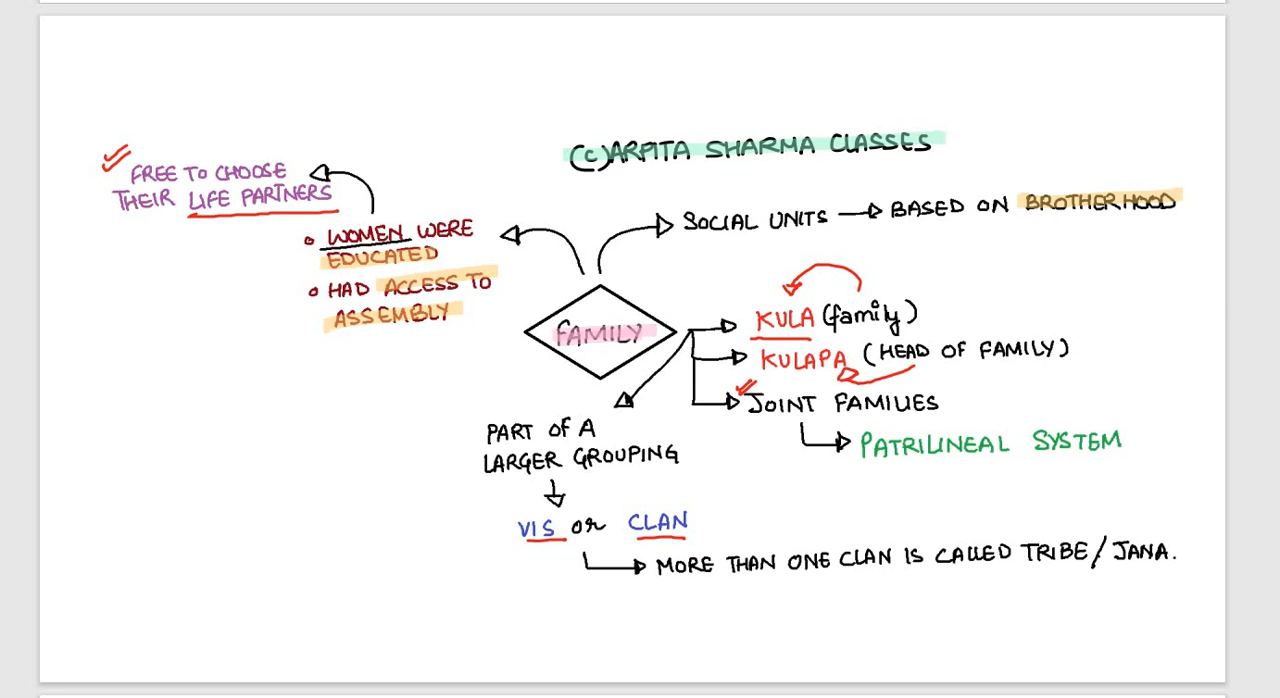 (C) ARPITA SHARMA CLASSES
FREE TO CHOOSE
THEIR LIFE PARTNERS
SOCIAL UNITS → BASED ON BROTHERHOOD
• WOMEN WERE
EDUCATED
• HAD ACCESS TO
ASSEMBLY
FAMILY
KULA (family)
KULAPA (HEAD OF FAMILY)
JOINT FAMILIES
PATRILINEAL SYSTEM
PART OF A
LARGER GROUPING
VIS or CLAN
MORE THAN ONE CLAN IS CALLED TRIBE/JANA.